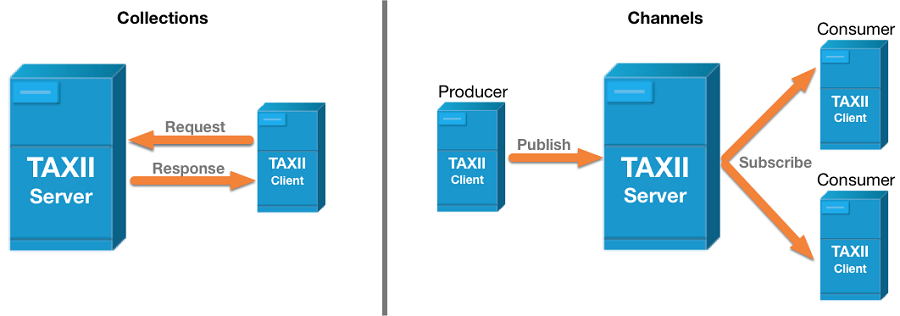 Collections
TAXII
Server
Request
Response
TAXII
Client
Channels
Producer
TAXII
Client
Publish
TAXII
Server
Subscribe
Consumer
TAXII
Client
Consumer
TAXII
Client